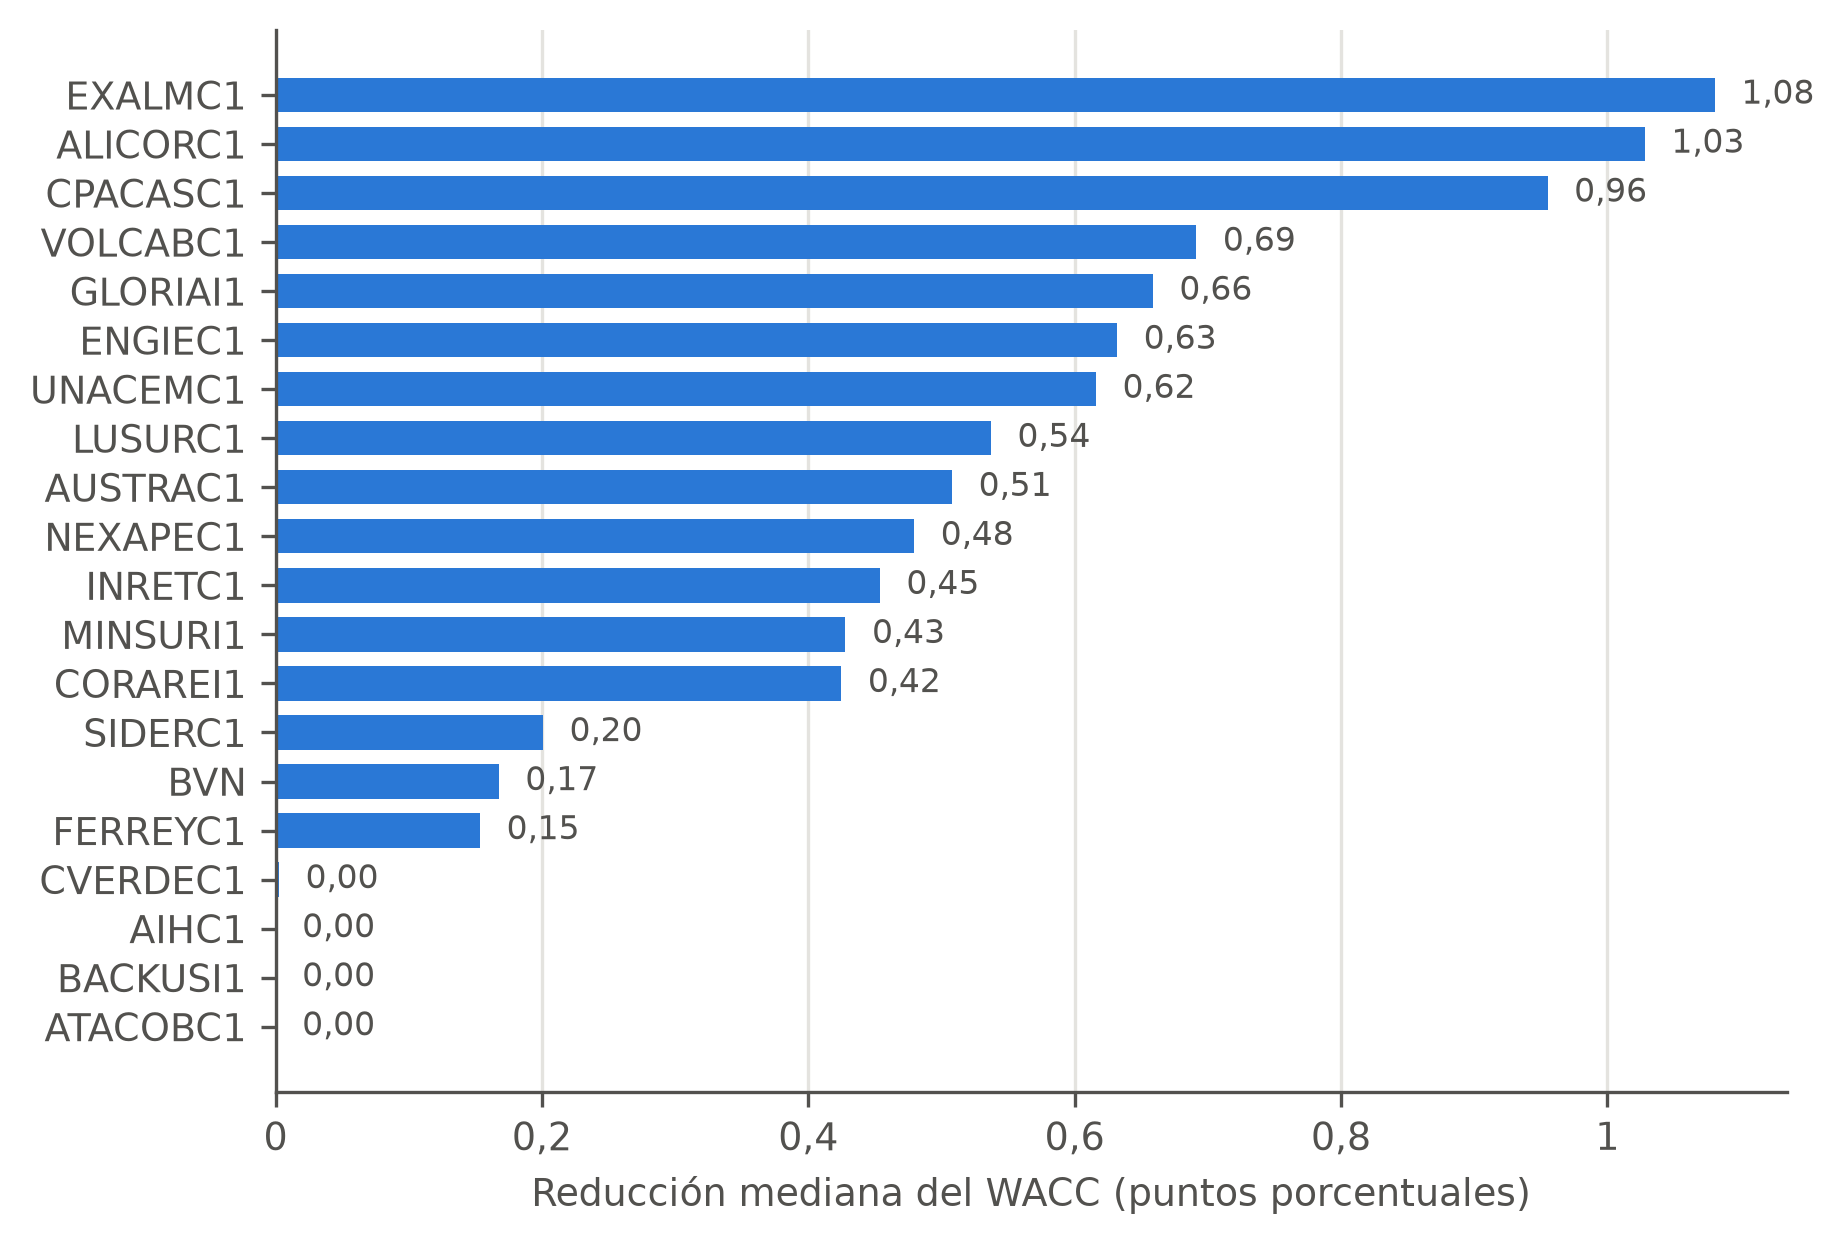 EXALMC1 1,08
ALICORC1 1,03
CPACASC1 0,96
VOLCABC1 0,69
GLORIAI1 0,66
ENGIEC1 0,63
UNACEMC1 0,62
LUSURC1 0,54
AUSTRAC1 0,51
NEXAPEC1 0,48
INRETC1 0,45
MINSURI1 0,43
CORAREI1 0,42
SIDERC1 0,20
BVN 0,17
FERREYC1 0,15
CVERDEC1 0,00
AIHC1 0,00
BACKUSI1 0,00
ATACOBC1 0,00
0 0,2 0,4 0,6 0,8 1
Reducción mediana del WACC (puntos porcentuales)